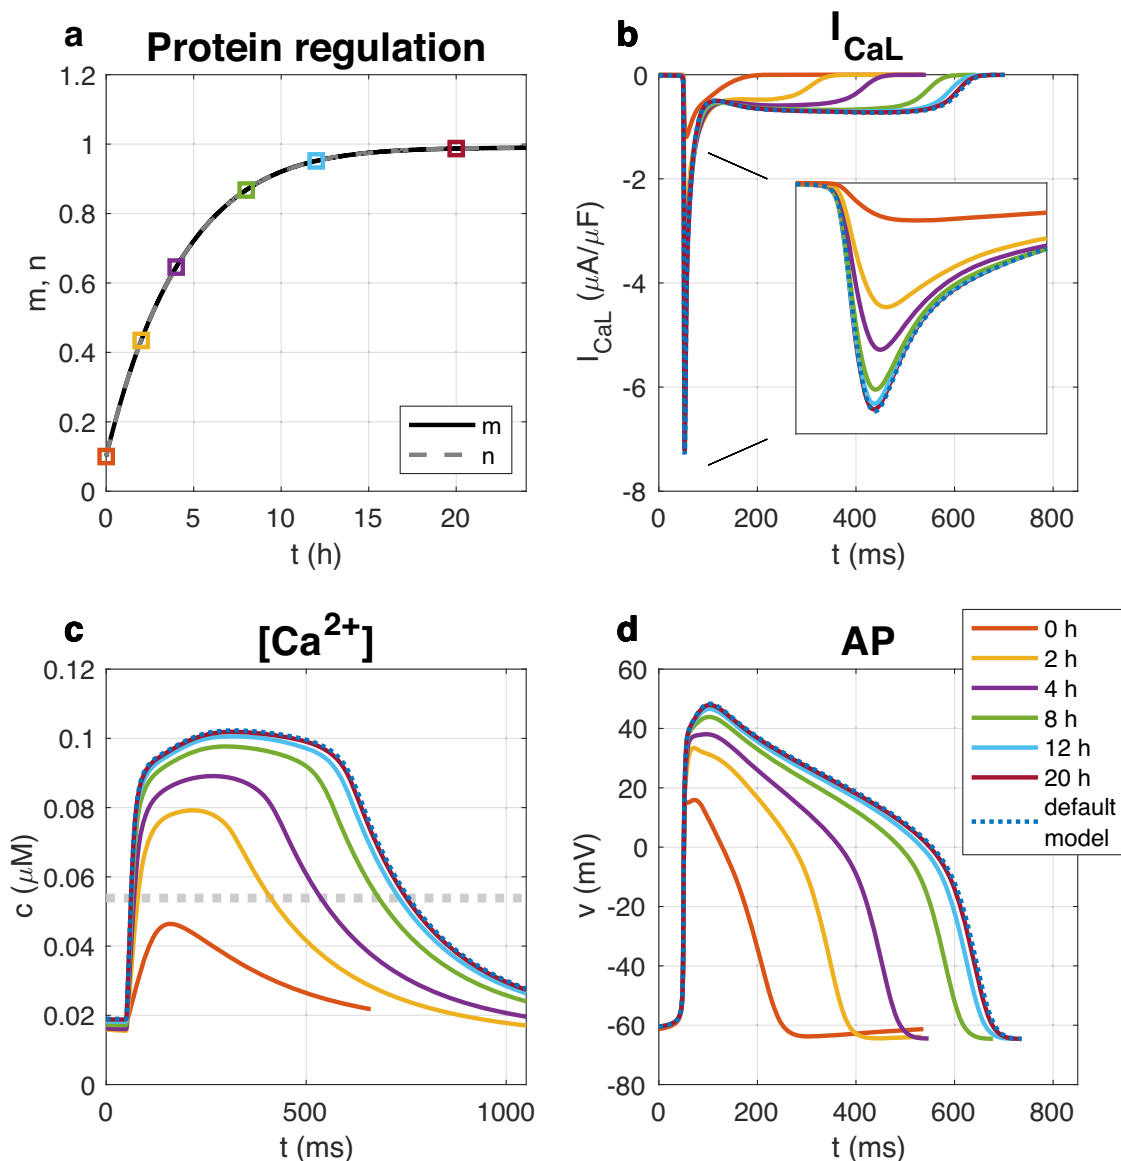 a
Protein regulation
1.2
1
0.8
0.6
0.4
0.2
0
m, n
0
5
10
15
20
t (h)
m
n
b
I_CaL
0
-2
-4
-6
-8
I_CaL (μA/μF)
0
200
400
600
800
t (ms)
c
[Ca²⁺]
0.12
0.1
0.08
0.06
0.04
0.02
0
c (μM)
0
500
1000
t (ms)
d
AP
60
40
20
0
-20
-40
-60
-80
v (mV)
0
200
400
600
800
t (ms)
0 h
2 h
4 h
8 h
12 h
20 h
default
model